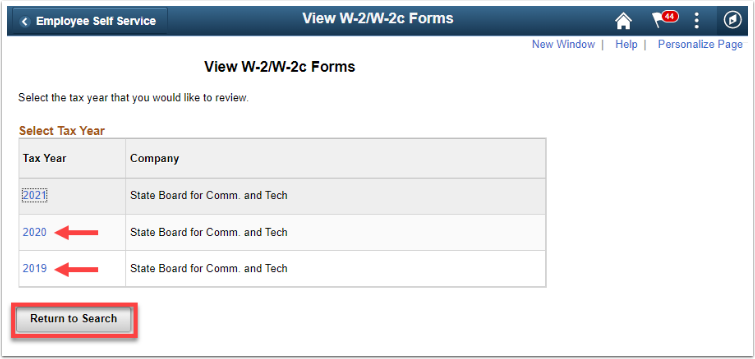 Employee Self Service
View W-2/W-2c Forms
44
New Window | Help | Personalize Page
View W-2/W-2c Forms
Select the tax year that you would like to review.
Select Tax Year
Tax Year Company
2021 State Board for Comm. and Tech
2020 State Board for Comm. and Tech
2019 State Board for Comm. and Tech
Return to Search